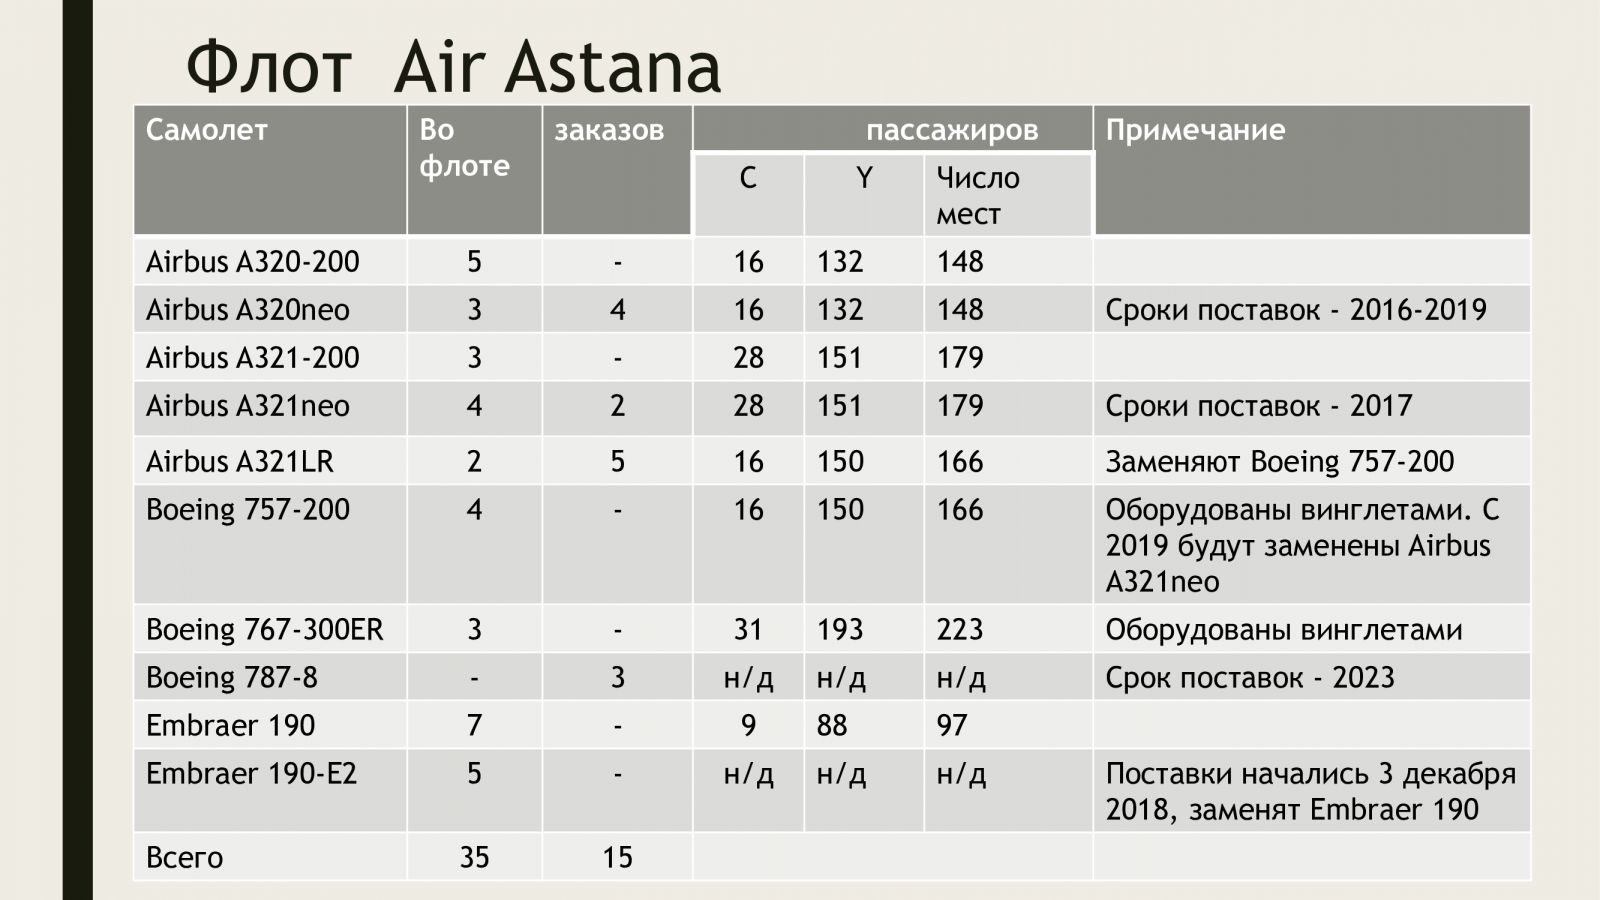 Флот Air Astana
Самолет Во флоте заказов пассажиров Примечание
C Y Число мест
Airbus A320-200 5 - 16 132 148
Airbus A320neo 3 4 16 132 148 Сроки поставок - 2016-2019
Airbus A321-200 3 - 28 151 179
Airbus A321neo 4 2 28 151 179 Сроки поставок - 2017
Airbus A321LR 2 5 16 150 166 Заменяют Boeing 757-200
Boeing 757-200 4 - 16 150 166 Оборудованы винглетами. С
2019 будут заменены Airbus
A321neo
Boeing 767-300ER 3 - 31 193 223 Оборудованы винглетами
Boeing 787-8 - 3 н/д н/д н/д Срок поставок - 2023
Embraer 190 7 - 9 88 97
Embraer 190-E2 5 - н/д н/д н/д Поставки начались 3 декабря
2018, заменят Embraer 190
Всего 35 15